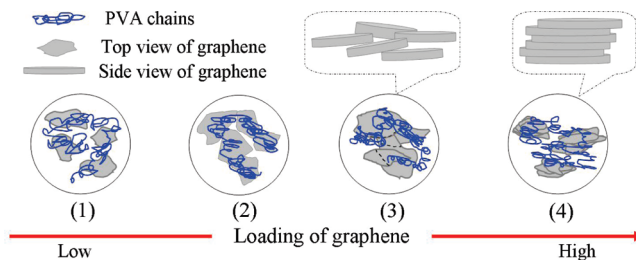 PVA chains
Top view of graphene
Side view of graphene
(1) (2) (3) (4)
Loading of graphene
Low High